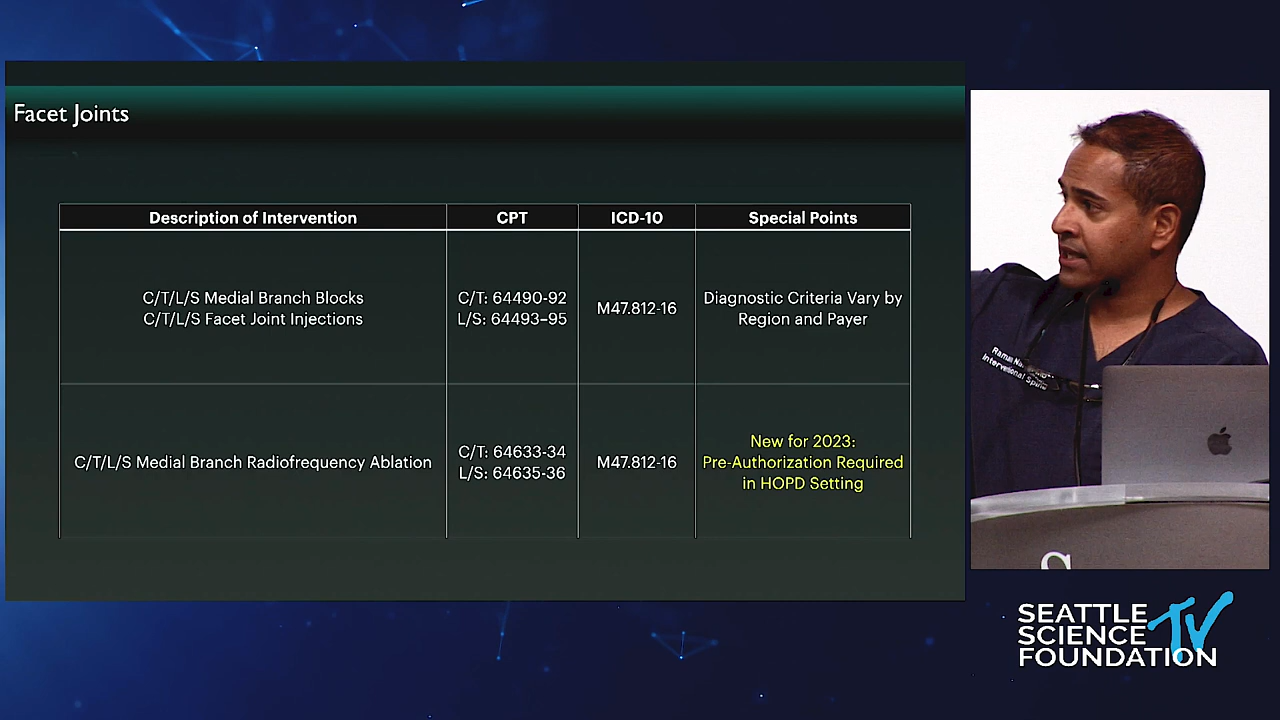 Facet Joints
Description of Intervention
CPT
ICD-10
Special Points
C/T/L/S Medial Branch Blocks
C/T/L/S Facet Joint Injections
C/T: 64490-92
L/S: 64493–95
M47.812-16
Diagnostic Criteria Vary by
Region and Payer
C/T/L/S Medial Branch Radiofrequency Ablation
C/T: 64633-34
L/S: 64635-36
M47.812-16
New for 2023:
Pre-Authorization Required
in HOPD Setting
Interventional Spine
S
SEATTLE
SCIENCE
FOUNDATION
TV